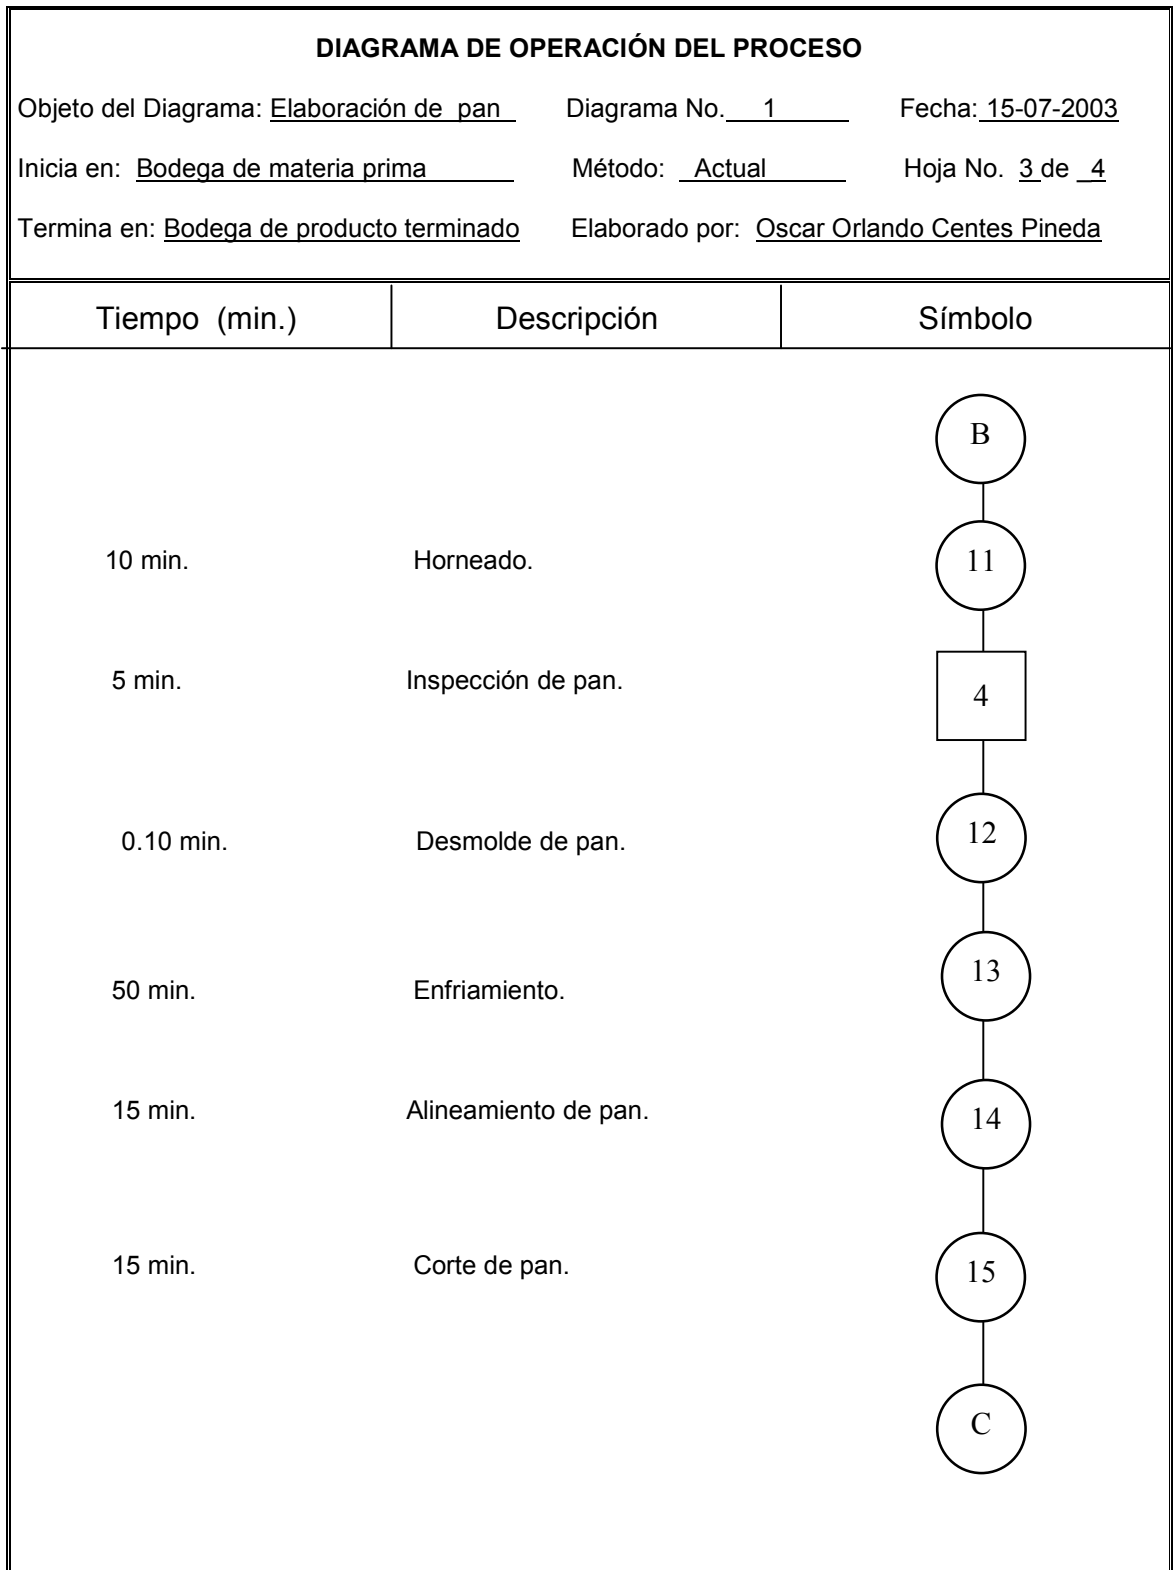 DIAGRAMA DE OPERACIÓN DEL PROCESO
Objeto del Diagrama: Elaboración de pan Diagrama No. 1 Fecha: 15-07-2003
Inicia en: Bodega de materia prima Método: Actual Hoja No. 3 de 4
Termina en: Bodega de producto terminado Elaborado por: Oscar Orlando Centes Pineda
Tiempo (min.) Descripción Símbolo
B
10 min. Horneado. 11
5 min. Inspección de pan. 4
0.10 min. Desmolde de pan. 12
50 min. Enfriamiento. 13
15 min. Alineamiento de pan. 14
15 min. Corte de pan. 15
C